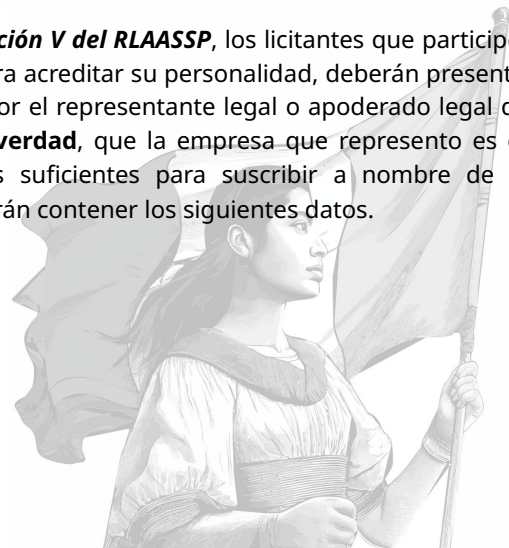 ción V del RLAASSP, los licitantes que particip
ra acreditar su personalidad, deberán present
or el representante legal o apoderado legal
verdad, que la empresa que represento es
s suficientes para suscribir a nombre de
rán contener los siguientes datos.